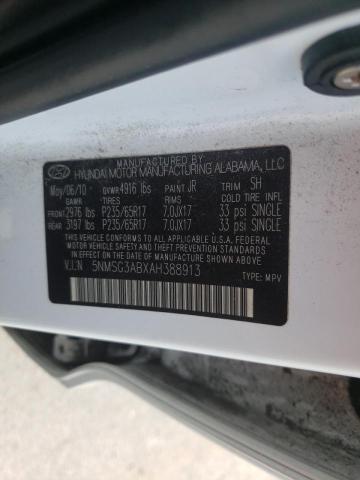 MANUFACTURED BY
HYUNDAI MOTOR MANUFACTURING ALABAMA, LLC
May/06/10 GVWR 4916 lbs PAINT JR TRIM SH
GAWR TIRES RIMS COLD TIRE INFL
FRONT 2976 lbs P235/65R17 7.0JX17 33 psi SINGLE
REAR 3197 lbs P235/65R17 7.0JX17 33 psi SINGLE
THIS VEHICLE CONFORMS TO ALL APPLICABLE
FEDERAL MOTOR VEHICLE SAFETY AND THEFT
PREVENTION STANDARDS IN EFFECT ON THE
DATE OF MANUFACTURE SHOWN ABOVE.
V.I.N 5NMSG3ABXAH388913 TYPE: MPV